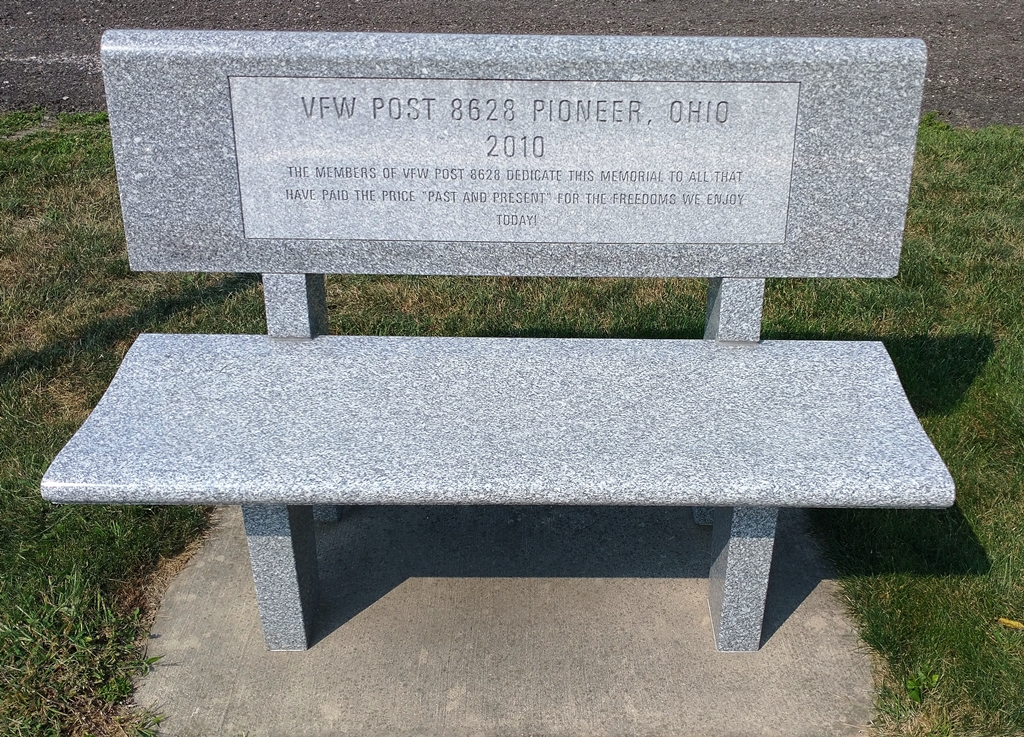 VFW POST 8628 PIONEER, OHIO
2010
THE MEMBERS OF VFW POST 8628 DEDICATE THIS MEMORIAL TO ALL THAT
HAVE PAID THE PRICE "PAST AND PRESENT" FOR THE FREEDOMS WE ENJOY
TODAY!